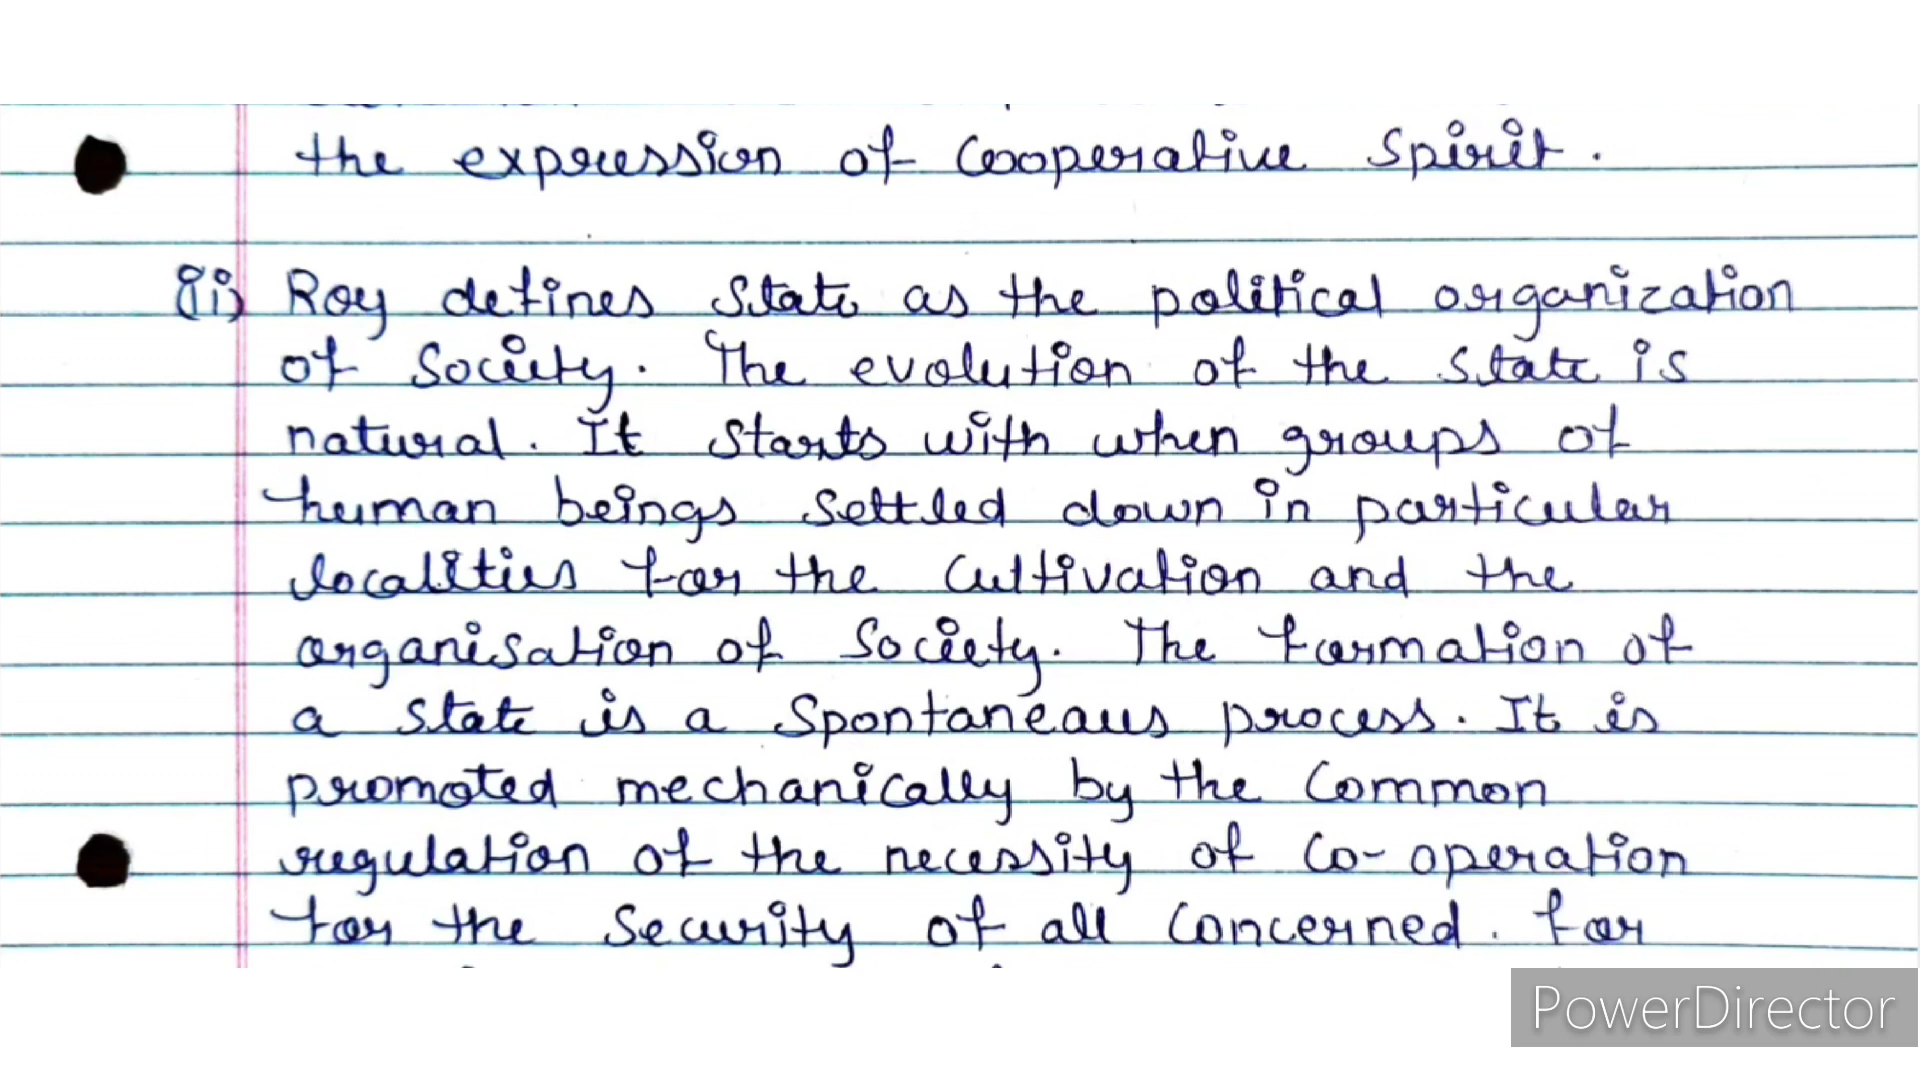 the expression of Cooperative Spirit.
(ii) Roy defines State as the political organization
of Society. The evolution of the state is
natural. It starts with when groups of
human beings settled down in particular
localities for the Cultivation and the
organisation of Society. The formation of
a state is a Spontaneous process. It is
promoted mechanically by the Common
regulation of the necessity of Co-operation
for the Security of all Concerned. For
PowerDirector